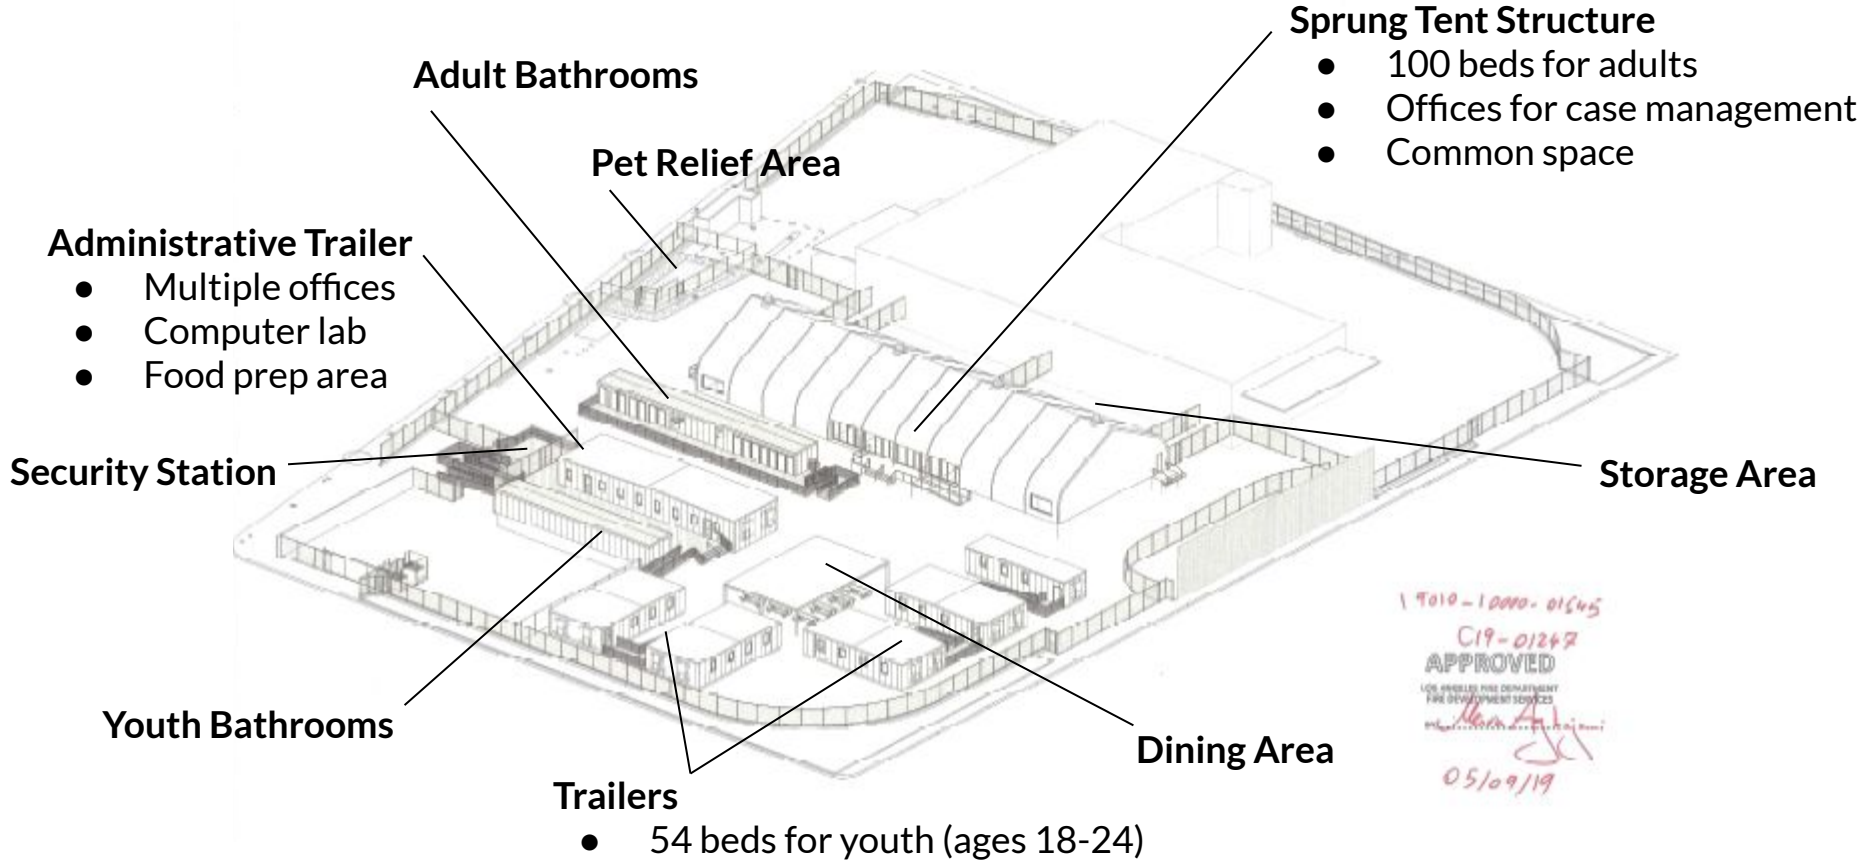 Sprung Tent Structure
● 100 beds for adults
● Offices for case management
● Common space
Adult Bathrooms
Pet Relief Area
Administrative Trailer
● Multiple offices
● Computer lab
● Food prep area
Security Station
Storage Area
Youth Bathrooms
Dining Area
Trailers
● 54 beds for youth (ages 18-24)
19010-10000-01645
C19-01247
APPROVED
LOS ANGELES FIRE DEPARTMENT
FIRE DEVELOPMENT SERVICES
05/09/19